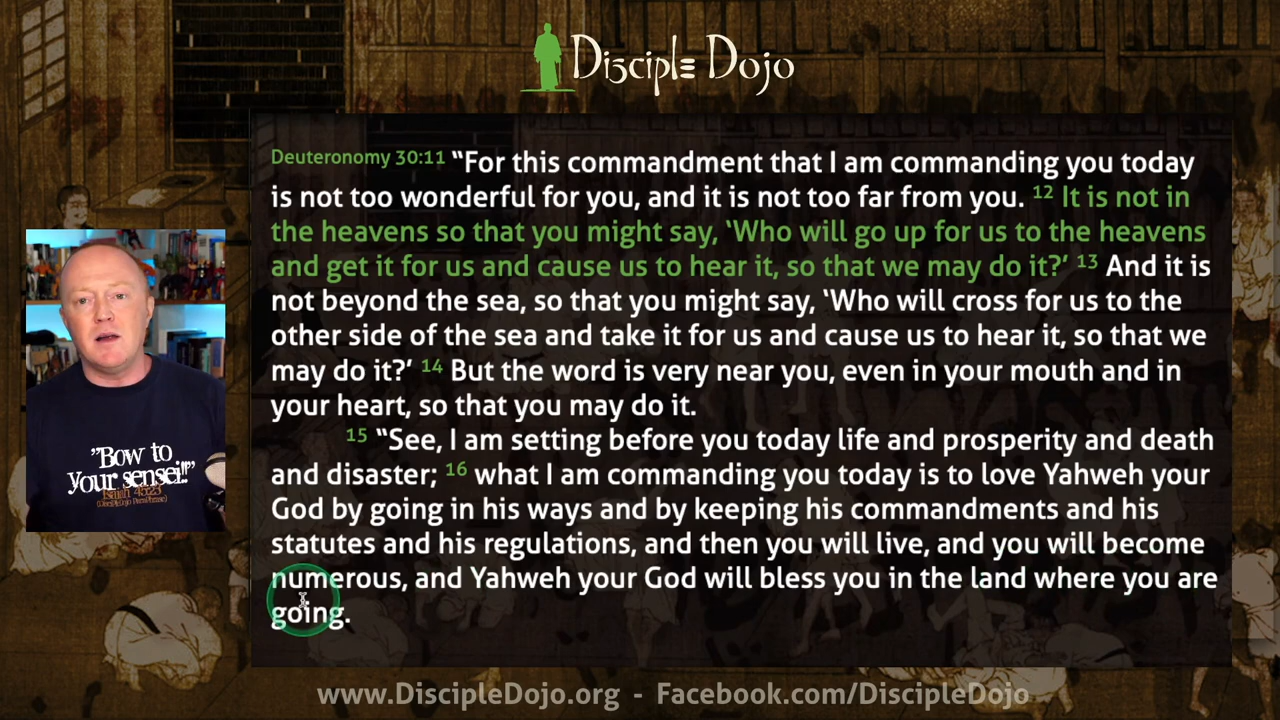 Disciple Dojo
Deuteronomy 30:11 “For this commandment that I am commanding you today
is not too wonderful for you, and it is not too far from you. 12 It is not in
the heavens so that you might say, ‘Who will go up for us to the heavens
and get it for us and cause us to hear it, so that we may do it?’ 13 And it is
not beyond the sea, so that you might say, ‘Who will cross for us to the
other side of the sea and take it for us and cause us to hear it, so that we
may do it?’ 14 But the word is very near you, even in your mouth and in
your heart, so that you may do it.
15 “See, I am setting before you today life and prosperity and death
and disaster; 16 what I am commanding you today is to love Yahweh your
God by going in his ways and by keeping his commandments and his
statutes and his regulations, and then you will live, and you will become
numerous, and Yahweh your God will bless you in the land where you are
going.
"Bow to
Your sensei!!"
Isaiah 45:23
(DiscipleDojo Paraphrase)
www.DiscipleDojo.org - Facebook.com/DiscipleDojo